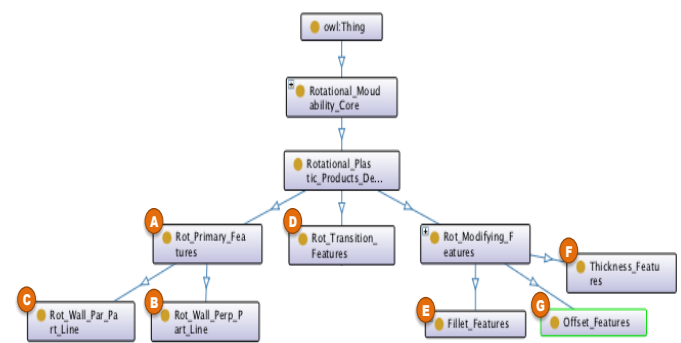 owl:Thing
Rotational_Moud
ability_Core
Rotational_Plas
tic_Products_De...
A
Rot_Primary_Fea
tures
D
Rot_Transition_
Features
Rot_Modifying_F
eatures
F
Thickness_Featu
res
C
Rot_Wall_Par_Pa
rt_Line
B
Rot_Wall_Perp_P
art_Line
E
Fillet_Features
G
Offset_Features